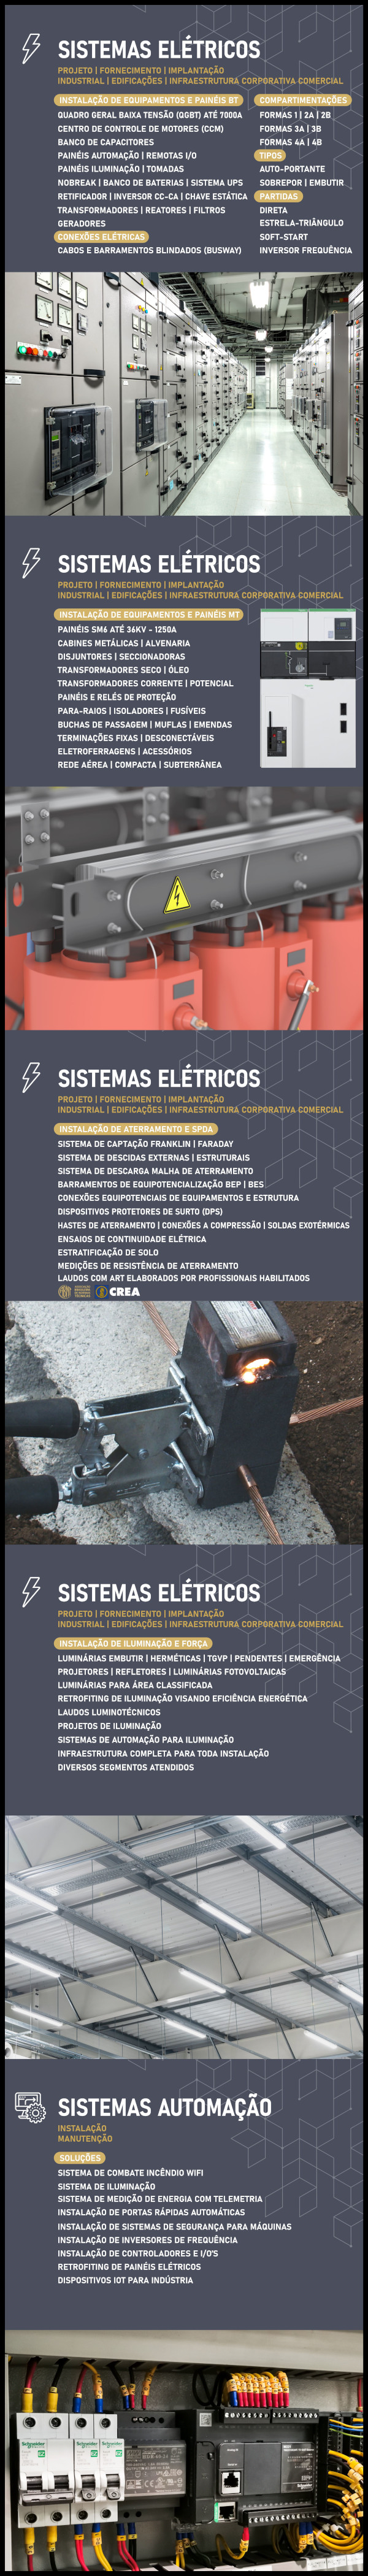 SISTEMAS ELÉTRICOS
PROJETO | FORNECIMENTO | IMPLANTAÇÃO
INDUSTRIAL | EDIFICAÇÕES | INFRAESTRUTURA CORPORATIVA COMERCIAL
INSTALAÇÃO DE EQUIPAMENTOS E PAINÉIS BT
QUADRO GERAL BAIXA TENSÃO (QGBT) ATÉ 7000A
CENTRO DE CONTROLE DE MOTORES (CCM)
BANCO DE CAPACITORES
PAINÉIS AUTOMAÇÃO | REMOTAS I/O
PAINÉIS ILUMINAÇÃO | TOMADAS
NOBREAK | BANCO DE BATERIAS | SISTEMA UPS
RETIFICADOR | INVERSOR CC-CA | CHAVE ESTÁTICA
TRANSFORMADORES | REATORES | FILTROS
GERADORES
CONEXÕES ELÉTRICAS
CABOS E BARRAMENTOS BLINDADOS (BUSWAY)
COMPARTIMENTAÇÕES
FORMAS 1 | 2A | 2B
FORMAS 3A | 3B
FORMAS 4A | 4B
TIPOS
AUTO-PORTANTE
SOBREPOR | EMBUTIR
PARTIDAS
DIRETA
ESTRELA-TRIÂNGULO
SOFT-START
INVERSOR FREQUÊNCIA
SISTEMAS ELÉTRICOS
PROJETO | FORNECIMENTO | IMPLANTAÇÃO
INDUSTRIAL | EDIFICAÇÕES | INFRAESTRUTURA CORPORATIVA COMERCIAL
INSTALAÇÃO DE EQUIPAMENTOS E PAINÉIS MT
PAINÉIS SM6 ATÉ 36KV - 1250A
CABINES METÁLICAS | ALVENARIA
DISJUNTORES | SECCIONADORAS
TRANSFORMADORES SECO | ÓLEO
TRANSFORMADORES CORRENTE | POTENCIAL
PAINÉIS E RELÉS DE PROTEÇÃO
PARA-RAIOS | ISOLADORES | FUSÍVEIS
BUCHAS DE PASSAGEM | MUFLAS | EMENDAS
TERMINAÇÕES FIXAS | DESCONECTÁVEIS
ELETROFERRAGENS | ACESSÓRIOS
REDE AÉREA | COMPACTA | SUBTERRÂNEA
SISTEMAS ELÉTRICOS
PROJETO | FORNECIMENTO | IMPLANTAÇÃO
INDUSTRIAL | EDIFICAÇÕES | INFRAESTRUTURA CORPORATIVA COMERCIAL
INSTALAÇÃO DE ATERRAMENTO E SPDA
SISTEMA DE CAPTAÇÃO FRANKLIN | FARADAY
SISTEMA DE DESCIDAS EXTERNAS | ESTRUTURAIS
SISTEMA DE DESCARGA MALHA DE ATERRAMENTO
BARRAMENTOS DE EQUIPOTENCIALIZAÇÃO BEP | BES
CONEXÕES EQUIPOTENCIAIS DE EQUIPAMENTOS E ESTRUTURA
DISPOSITIVOS PROTETORES DE SURTO (DPS)
HASTES DE ATERRAMENTO | CONEXÕES A COMPRESSÃO | SOLDAS EXOTÉRMICAS
ENSAIOS DE CONTINUIDADE ELÉTRICA
ESTRATIFICAÇÃO DE SOLO
MEDIÇÕES DE RESISTÊNCIA DE ATERRAMENTO
LAUDOS COM ART ELABORADOS POR PROFISSIONAIS HABILITADOS
CREA
SISTEMAS ELÉTRICOS
PROJETO | FORNECIMENTO | IMPLANTAÇÃO
INDUSTRIAL | EDIFICAÇÕES | INFRAESTRUTURA CORPORATIVA COMERCIAL
INSTALAÇÃO DE ILUMINAÇÃO E FORÇA
LUMINÁRIAS EMBUTIR | HERMÉTICAS | TGVP | PENDENTES | EMERGÊNCIA
PROJETORES | REFLETORES | LUMINÁRIAS FOTOVOLTAICAS
LUMINÁRIAS PARA ÁREA CLASSIFICADA
RETROFITING DE ILUMINAÇÃO VISANDO EFICIÊNCIA ENERGÉTICA
LAUDOS LUMINOTÉCNICOS
PROJETOS DE ILUMINAÇÃO
SISTEMAS DE AUTOMAÇÃO PARA ILUMINAÇÃO
INFRAESTRUTURA COMPLETA PARA TODA INSTALAÇÃO
DIVERSOS SEGMENTOS ATENDIDOS
SISTEMAS AUTOMAÇÃO
INSTALAÇÃO
MANUTENÇÃO
SOLUÇÕES
SISTEMA DE COMBATE INCÊNDIO WIFI
SISTEMA DE ILUMINAÇÃO
SISTEMA DE MEDIÇÃO DE ENERGIA COM TELEMETRIA
INSTALAÇÃO DE PORTAS RÁPIDAS AUTOMÁTICAS
INSTALAÇÃO DE SISTEMAS DE SEGURANÇA PARA MÁQUINAS
INSTALAÇÃO DE INVERSORES DE FREQUÊNCIA
INSTALAÇÃO DE CONTROLADORES E I/O'S
RETROFITING DE PAINÉIS ELÉTRICOS
DISPOSITIVOS IOT PARA INDÚSTRIA